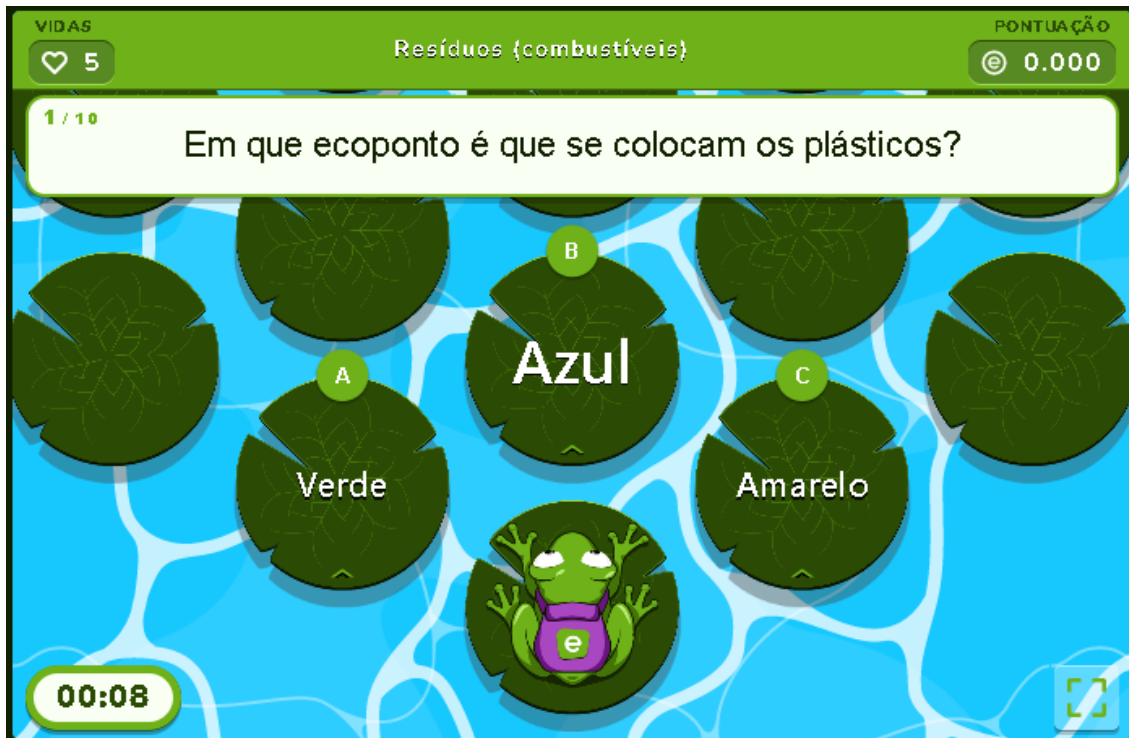 VIDAS
5
Resíduos (combustíveis)
PONTUAÇÃO
e 0.000
1 / 10
Em que ecoponto é que se colocam os plásticos?
B
Azul
A
Verde
C
Amarelo
e
00:08